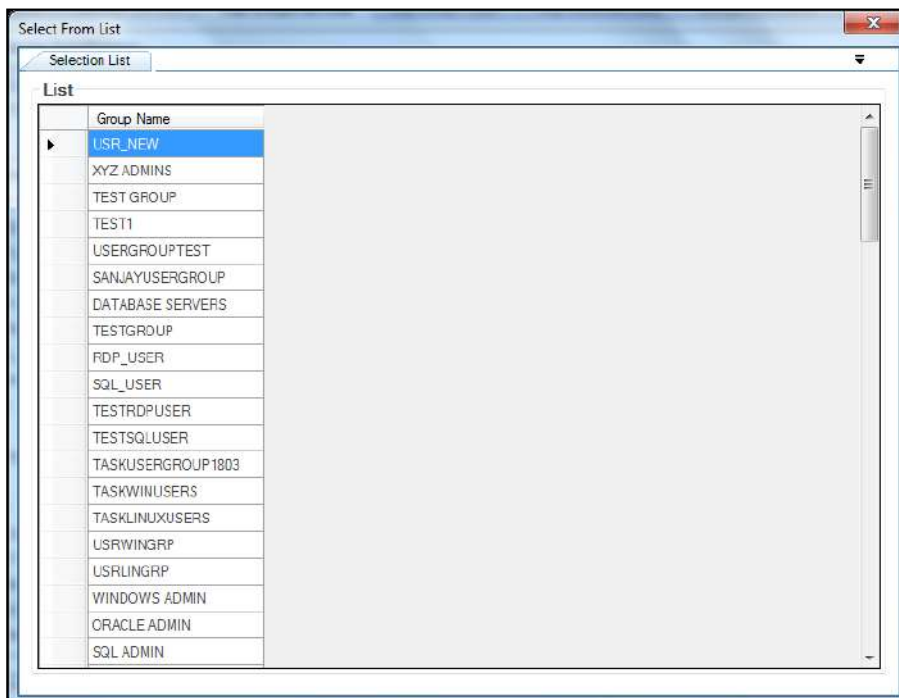 Select From List
Selection List
List
Group Name
USR_NEW
XYZ ADMINS
TEST GROUP
TEST1
USERGROUPTEST
SANJAYUSERGROUP
DATABASE SERVERS
TESTGROUP
RDP_USER
SQL_USER
TESTRDPUSER
TESTSQLUSER
TASKUSERGROUP1803
TASKWINUSERS
TASKLINUXUSERS
USRWINGRP
USRLINGRP
WINDOWS ADMIN
ORACLE ADMIN
SQL ADMIN